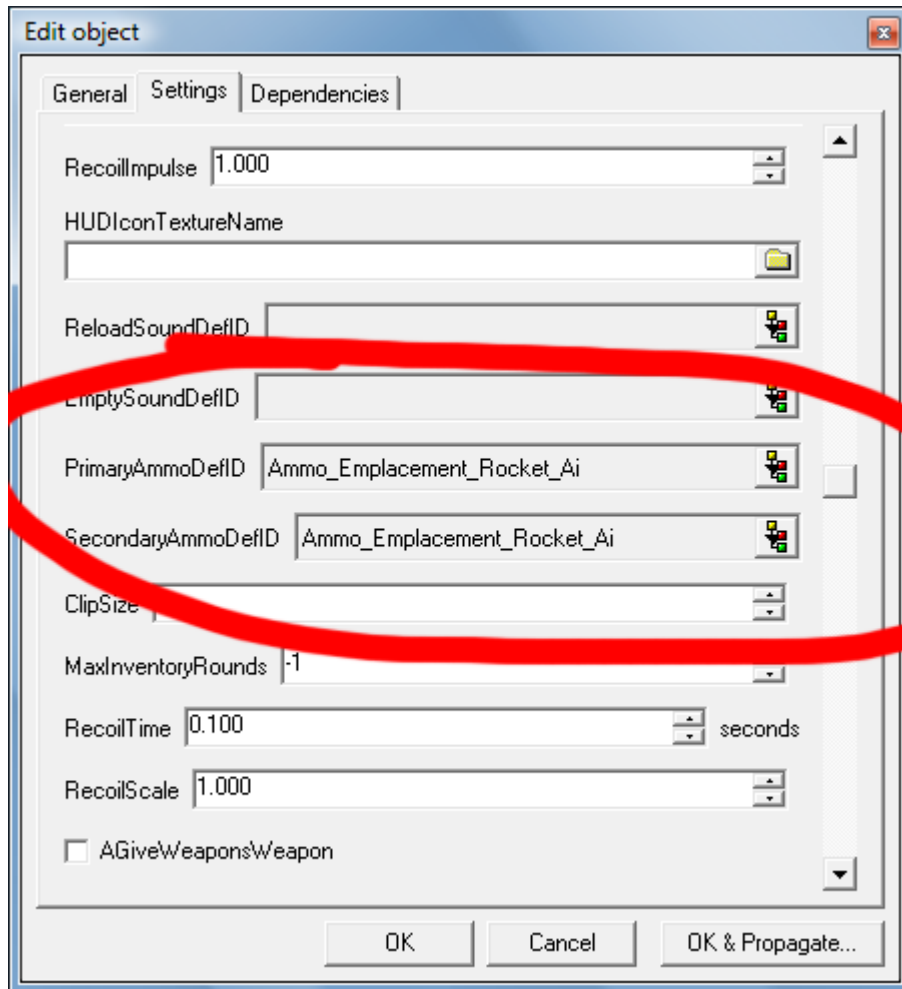 Edit object
General Settings Dependencies
RecoilImpulse 1.000
HUDIconTextureName
ReloadSoundDefID
EmptySoundDefID
PrimaryAmmoDefID Ammo_Emplacement_Rocket_Ai
SecondaryAmmoDefID Ammo_Emplacement_Rocket_Ai
ClipSize
MaxInventoryRounds -1
RecoilTime 0.100 seconds
RecoilScale 1.000
AGiveWeaponsWeapon
OK Cancel OK & Propagate...